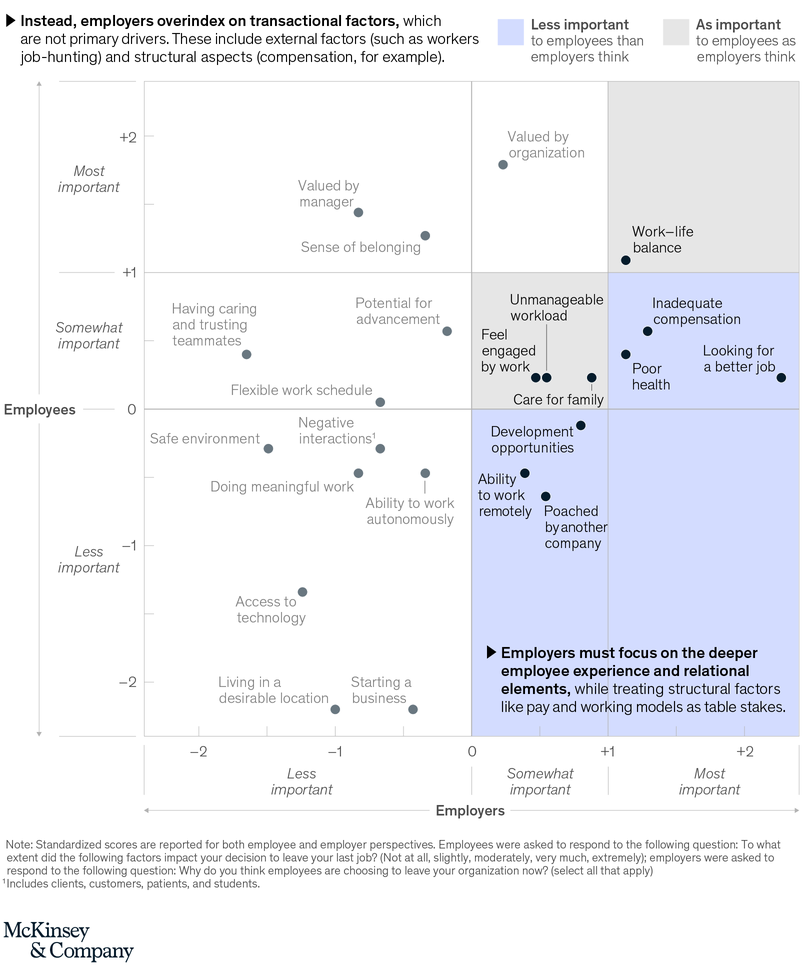 ▶ Instead, employers overindex on transactional factors, which
are not primary drivers. These include external factors (such as workers
job-hunting) and structural aspects (compensation, for example).
Less important
to employees than
employers think
As important
to employees as
employers think
+2
Most
important
Valued by
organization
Valued by
manager
Sense of belonging
Work–life
balance
+1
Somewhat
important
Having caring
and trusting
teammates
Potential for
advancement
Flexible work schedule
Unmanageable
workload
Feel
engaged
by work
Care for family
Inadequate
compensation
Poor
health
Looking for
a better job
Employees
0
Safe environment
Negative
interactions¹
Doing meaningful work
Ability to work
autonomously
Development
opportunities
Ability
to work
remotely
Poached
by another
company
−1
Less
important
Access to
technology
−2
Living in a
desirable location
Starting a
business
▶ Employers must focus on the deeper
employee experience and relational
elements, while treating structural factors
like pay and working models as table stakes.
−2
−1
0
+1
+2
Less
important
Somewhat
important
Most
important
Employers
Note: Standardized scores are reported for both employee and employer perspectives. Employees were asked to respond to the following question: To what
extent did the following factors impact your decision to leave your last job? (Not at all, slightly, moderately, very much, extremely); employers were asked to
respond to the following question: Why do you think employees are choosing to leave your organization now? (select all that apply)
¹Includes clients, customers, patients, and students.
McKinsey
& Company